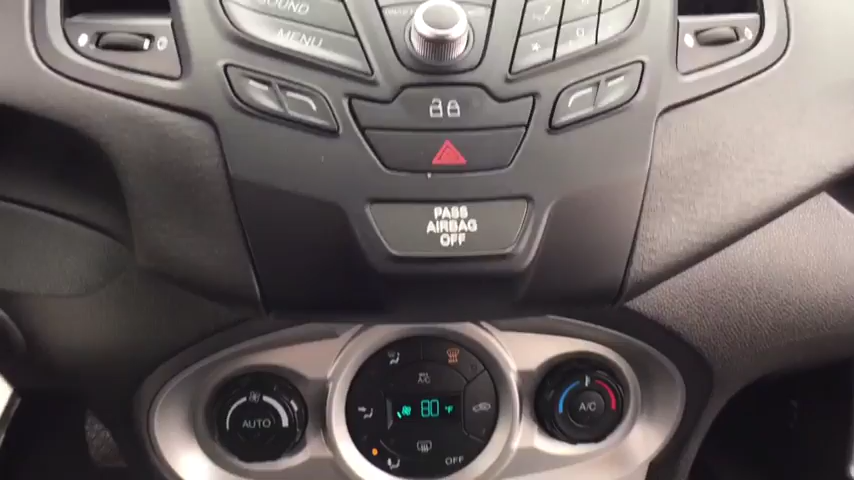 SOUND
MENU
*
PASS
AIRBAG
OFF
A/C
AUTO
80 °F
A/C
OFF